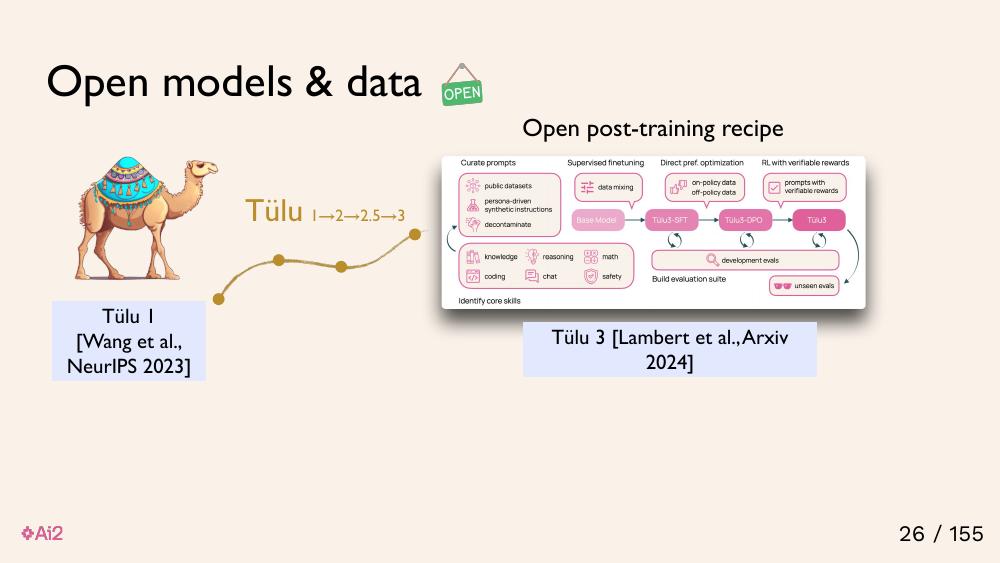 Open models & data
OPEN
Open post-training recipe
Tülu 1→2→2.5→3
Tülu 1
[Wang et al.,
NeurIPS 2023]
Curate prompts
public datasets
persona-driven
synthetic instructions
decontaminate
Supervised finetuning
data mixing
Direct pref. optimization
on-policy data
off-policy data
RL with verifiable rewards
prompts with
verifiable rewards
Base Model
Tülu3-SFT
Tülu3-DPO
Tülu3
knowledge
reasoning
math
coding
chat
safety
Identify core skills
development evals
Build evaluation suite
unseen evals
Tülu 3 [Lambert et al., Arxiv
2024]
Ai2
26 / 155